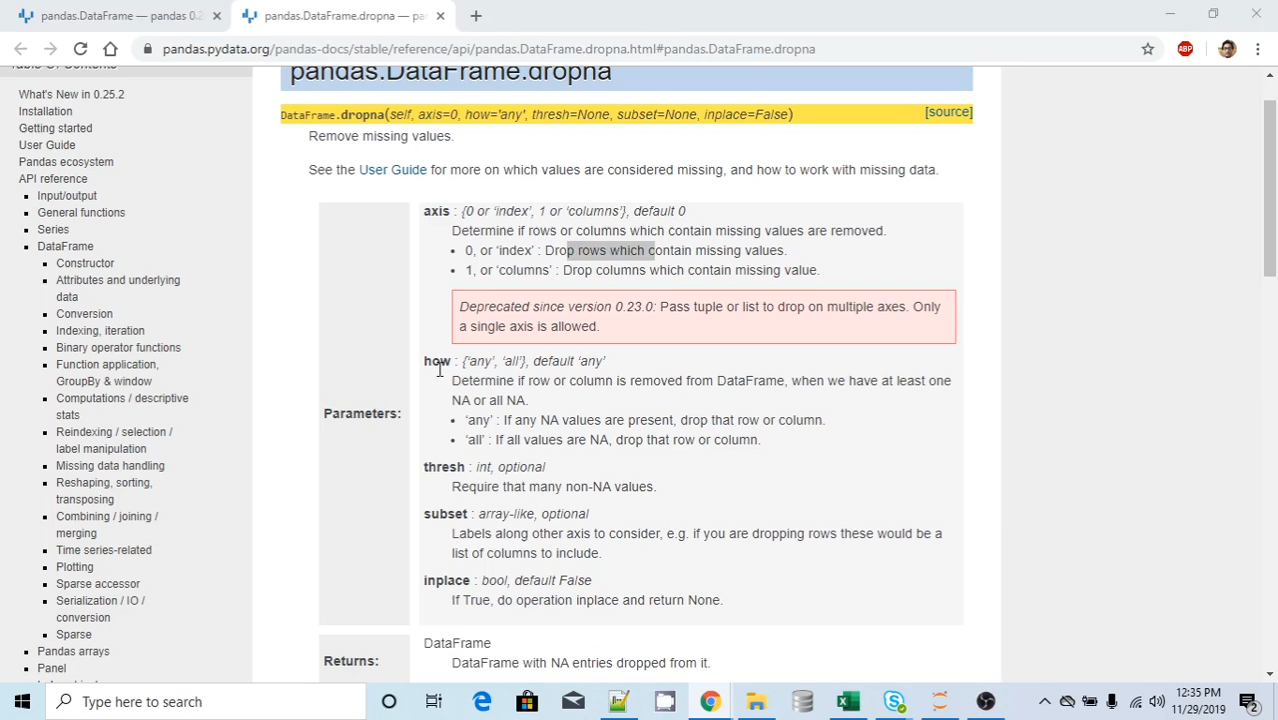 pandas.DataFrame — pandas 0.2
pandas.DataFrame.dropna — pa
pandas.pydata.org/pandas-docs/stable/reference/api/pandas.DataFrame.dropna.html#pandas.DataFrame.dropna
ABP
Table Of Contents
What's New in 0.25.2
Installation
Getting started
User Guide
Pandas ecosystem
API reference
Input/output
General functions
Series
DataFrame
Constructor
Attributes and underlying
data
Conversion
Indexing, iteration
Binary operator functions
Function application,
GroupBy & window
Computations / descriptive
stats
Reindexing / selection /
label manipulation
Missing data handling
Reshaping, sorting,
transposing
Combining / joining /
merging
Time series-related
Plotting
Sparse accessor
Serialization / IO /
conversion
Sparse
Pandas arrays
Panel
pandas.DataFrame.dropna
DataFrame.dropna(self, axis=0, how='any', thresh=None, subset=None, inplace=False) [source]
Remove missing values.
See the User Guide for more on which values are considered missing, and how to work with missing data.
Parameters:
axis : {0 or ‘index’, 1 or ‘columns’}, default 0
Determine if rows or columns which contain missing values are removed.
• 0, or ‘index’ : Drop rows which contain missing values.
• 1, or ‘columns’ : Drop columns which contain missing value.
Deprecated since version 0.23.0: Pass tuple or list to drop on multiple axes. Only
a single axis is allowed.
how : {‘any’, ‘all’}, default ‘any’
Determine if row or column is removed from DataFrame, when we have at least one
NA or all NA.
• ‘any’ : If any NA values are present, drop that row or column.
• ‘all’ : If all values are NA, drop that row or column.
thresh : int, optional
Require that many non-NA values.
subset : array-like, optional
Labels along other axis to consider, e.g. if you are dropping rows these would be a
list of columns to include.
inplace : bool, default False
If True, do operation inplace and return None.
Returns:
DataFrame
DataFrame with NA entries dropped from it.
Type here to search
12:35 PM
11/29/2019
2